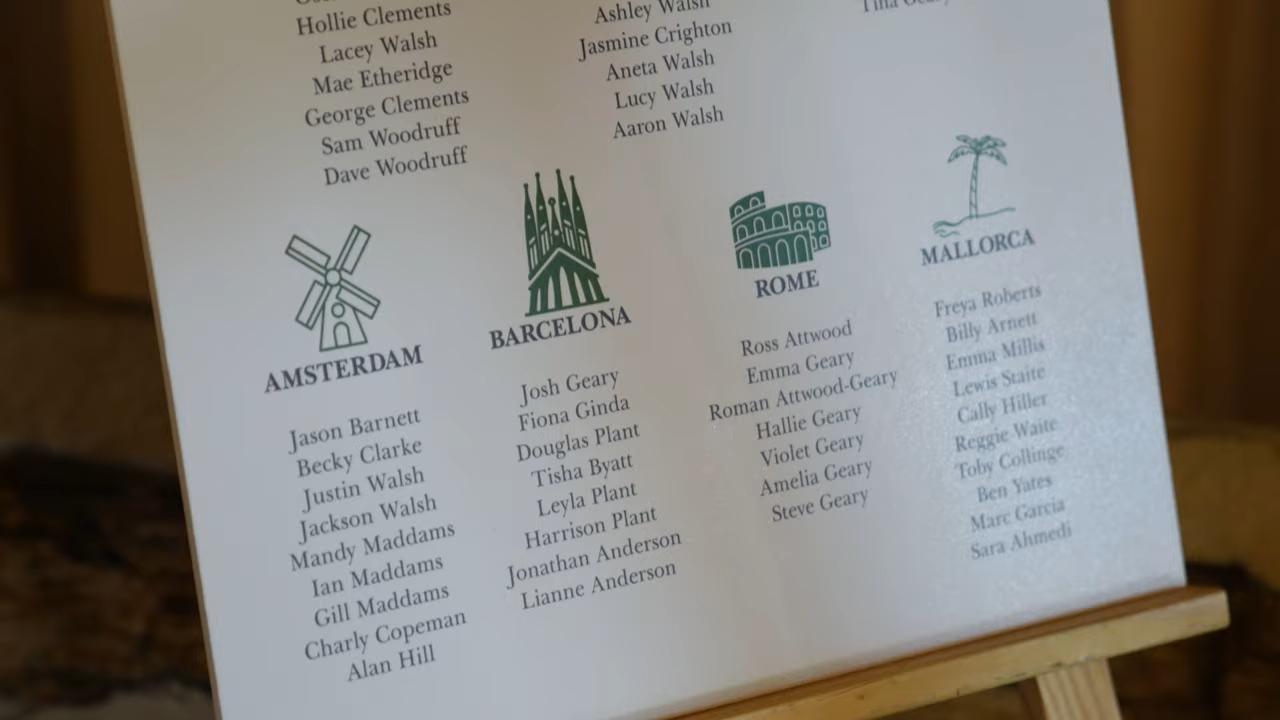 Hollie Clements
Lacey Walsh
Mae Etheridge
George Clements
Sam Woodruff
Dave Woodruff
Ashley Walsh
Jasmine Crighton
Aneta Walsh
Lucy Walsh
Aaron Walsh
Tina Geary
AMSTERDAM
Jason Barnett
Becky Clarke
Justin Walsh
Jackson Walsh
Mandy Maddams
Ian Maddams
Gill Maddams
Charly Copeman
Alan Hill
BARCELONA
Josh Geary
Fiona Ginda
Douglas Plant
Tisha Byatt
Leyla Plant
Harrison Plant
Jonathan Anderson
Lianne Anderson
ROME
Ross Attwood
Emma Geary
Roman Attwood-Geary
Hallie Geary
Violet Geary
Amelia Geary
Steve Geary
MALLORCA
Freya Roberts
Billy Arnett
Emma Millis
Lewis Staite
Cally Hiller
Reggie Waite
Toby Collinge
Ben Yates
Marc Garcia
Sara Ahmedi